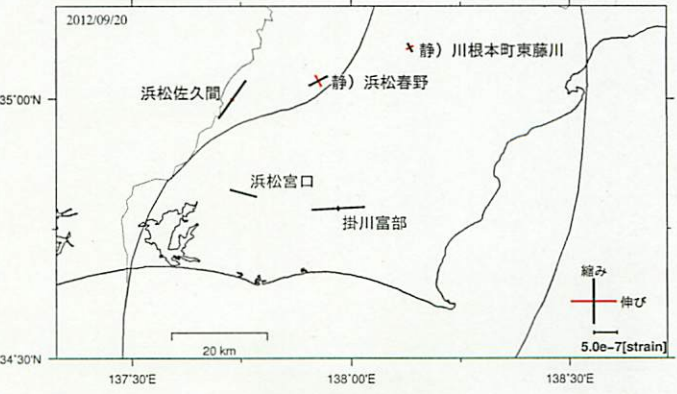 2012/09/20
静）川根本町東藤川
浜松佐久間
静）浜松春野
35°00'N
浜松宮口
掛川富部
縮み
伸び
5.0e-7[strain]
20 km
34°30'N
137°30'E
138°00'E
138°30'E